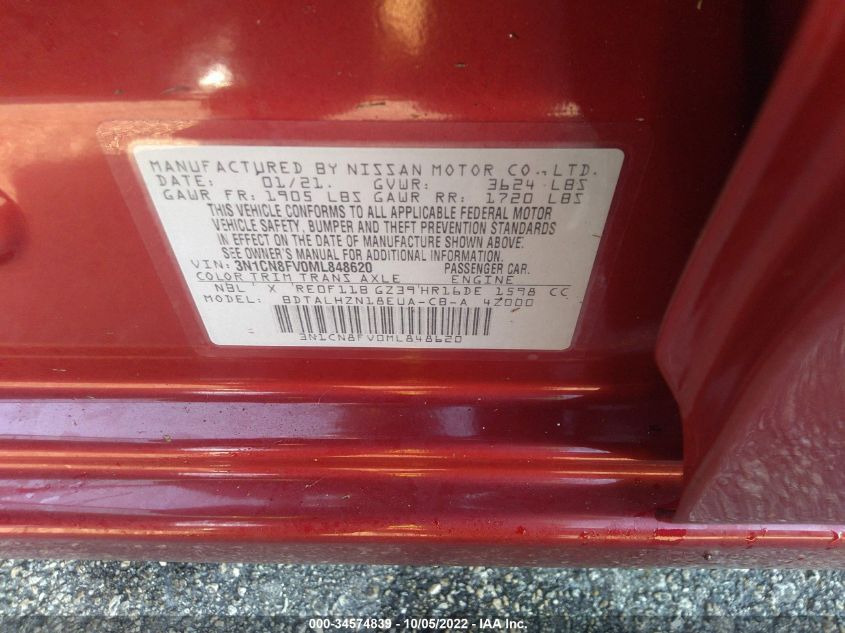 MANUFACTURED BY NISSAN MOTOR CO., LTD.
DATE: 01/21. GVWR: 3624 LBS
GAWR FR: 1905 LBS GAWR RR: 1720 LBS
THIS VEHICLE CONFORMS TO ALL APPLICABLE FEDERAL MOTOR
VEHICLE SAFETY, BUMPER AND THEFT PREVENTION STANDARDS
IN EFFECT ON THE DATE OF MANUFACTURE SHOWN ABOVE.
SEE OWNER'S MANUAL FOR ADDITIONAL INFORMATION.
VIN: 3N1CN8FV0ML848620 PASSENGER CAR.
COLOR TRIM TRANS AXLE ENGINE
NBL X RE0F11B GZ39 HR16DE 1598 CC
MODEL: BDTALHZN18EUA-CB-A 4Z000
3N1CN8FV0ML848620
000-34574839 - 10/05/2022 - IAA Inc.